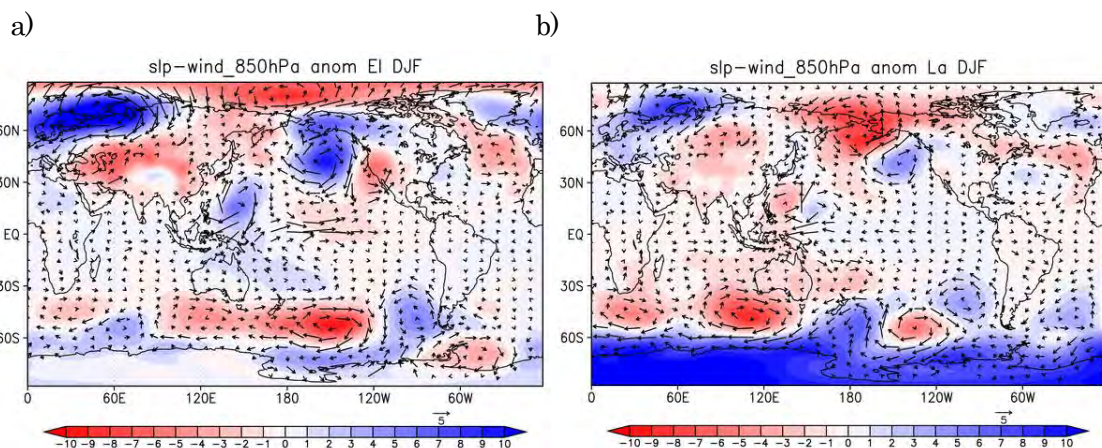 a)
b)
slp-wind_850hPa anom El DJF
slp-wind_850hPa anom La DJF
60N
30N
EQ
30S
60S
0
60E
120E
180
120W
60W
5
-10 -9 -8 -7 -6 -5 -4 -3 -2 -1 0 1 2 3 4 5 6 7 8 9 10
60N
30N
EQ
30S
60S
0
60E
120E
180
120W
60W
5
-10 -9 -8 -7 -6 -5 -4 -3 -2 -1 0 1 2 3 4 5 6 7 8 9 10